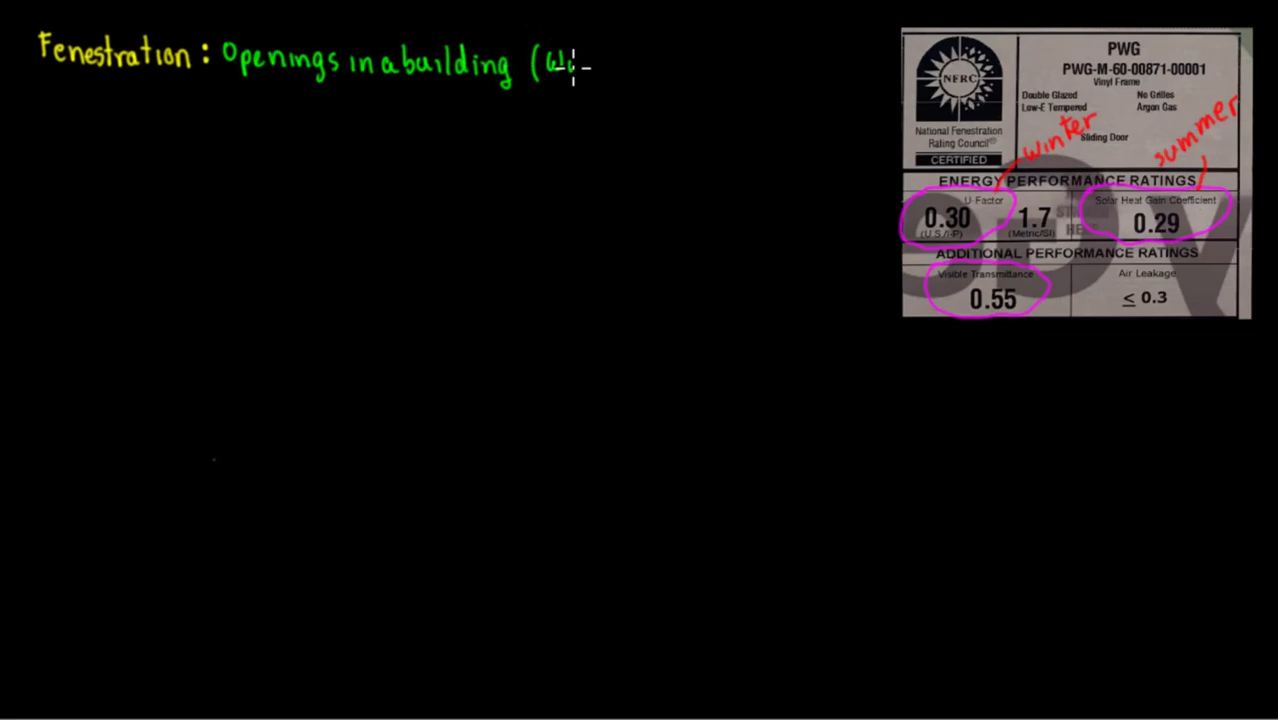 Fenestration : Openings in a building (Wi
NFRC
National Fenestration
Rating Council®
CERTIFIED
PWG
PWG-M-60-00871-00001
Vinyl Frame
Double Glazed No Grilles
Low-E Tempered Argon Gas
Sliding Door
winter
summer
ENERGY PERFORMANCE RATINGS
U-Factor
0.30
(U.S./I-P)
1.7
(Metric/SI)
Solar Heat Gain Coefficient
0.29
ADDITIONAL PERFORMANCE RATINGS
Visible Transmittance
0.55
Air Leakage
≤ 0.3